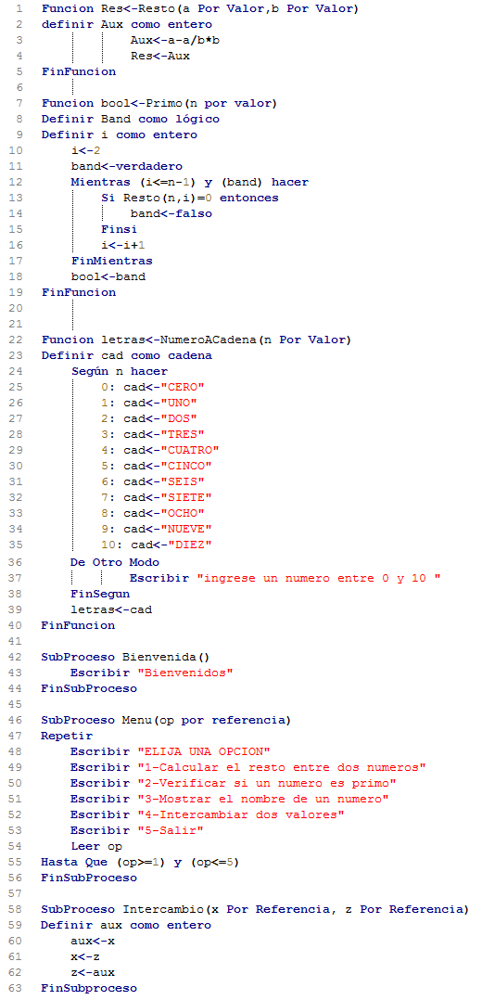 1 Funcion Res<-Resto(a Por Valor,b Por Valor)
2 definir Aux como entero
3 Aux<-a-a/b*b
4 Res<-Aux
5 FinFuncion
6
7 Funcion bool<-Primo(n por valor)
8 Definir Band como lógico
9 Definir i como entero
10 i<-2
11 band<-verdadero
12 Mientras (i<=n-1) y (band) hacer
13 Si Resto(n,i)=0 entonces
14 band<-falso
15 Finsi
16 i<-i+1
17 FinMientras
18 bool<-band
19 FinFuncion
20
21
22 Funcion letras<-NumeroACadena(n Por Valor)
23 Definir cad como cadena
24 Según n hacer
25 0: cad<-"CERO"
26 1: cad<-"UNO"
27 2: cad<-"DOS"
28 3: cad<-"TRES"
29 4: cad<-"CUATRO"
30 5: cad<-"CINCO"
31 6: cad<-"SEIS"
32 7: cad<-"SIETE"
33 8: cad<-"OCHO"
34 9: cad<-"NUEVE"
35 10: cad<-"DIEZ"
36 De Otro Modo
37 Escribir "ingrese un numero entre 0 y 10 "
38 FinSegun
39 letras<-cad
40 FinFuncion
41
42 SubProceso Bienvenida()
43 Escribir "Bienvenidos"
44 FinSubProceso
45
46 SubProceso Menu(op por referencia)
47 Repetir
48 Escribir "ELIJA UNA OPCION"
49 Escribir "1-Calcular el resto entre dos numeros"
50 Escribir "2-Verificar si un numero es primo"
51 Escribir "3-Mostrar el nombre de un numero"
52 Escribir "4-Intercambiar dos valores"
53 Escribir "5-Salir"
54 Leer op
55 Hasta Que (op>=1) y (op<=5)
56 FinSubProceso
57
58 SubProceso Intercambio(x Por Referencia, z Por Referencia)
59 Definir aux como entero
60 aux<-x
61 x<-z
62 z<-aux
63 FinSubproceso